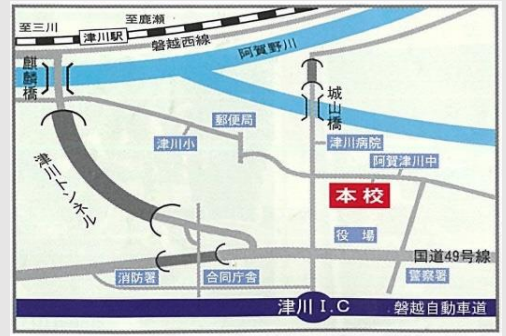 至三川
至鹿瀬
津川駅
磐越西線
阿賀野川
麒麟橋
城山橋
郵便局
津川小
津川病院
阿賀津川中
津川トンネル
本校
役場
国道49号線
消防署
合同庁舎
警察署
津川I.C
磐越自動車道